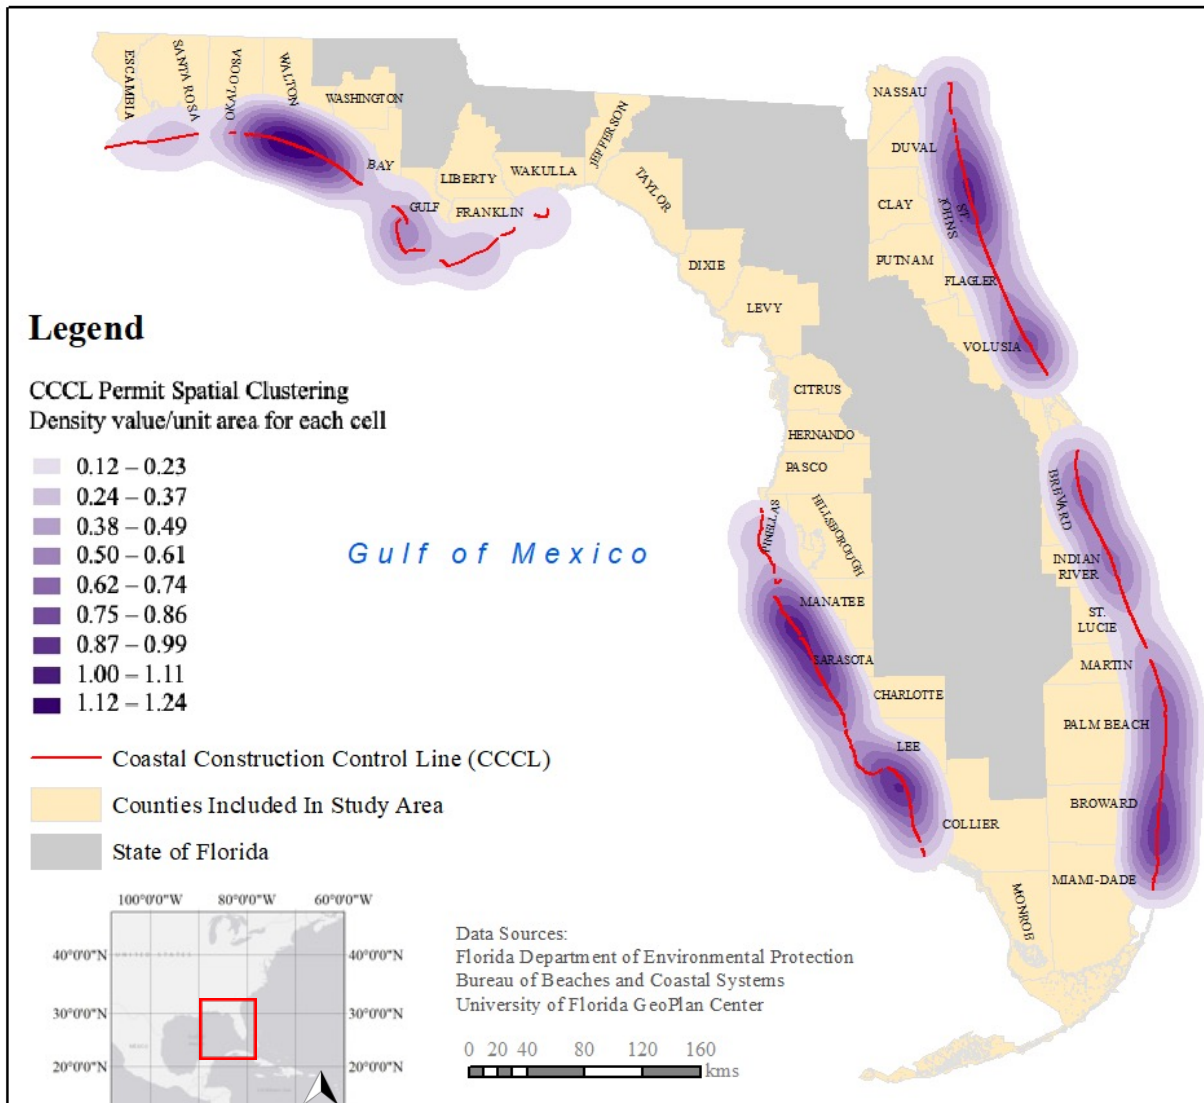 ESCAMBIA
SANTA ROSA
OKALOOSA
WALTON
WASHINGTON
BAY
GULF
LIBERTY
FRANKLIN
WAKULLA
JEFFERSON
TAYLOR
DIXIE
LEVY
CITRUS
HERNANDO
PASCO
PINELLAS
HILLSBOROUGH
MANATEE
SARASOTA
CHARLOTTE
LEE
COLLIER
MONROE
NASSAU
DUVAL
CLAY
ST.
JOHNS
PUTNAM
FLAGLER
VOLUSIA
BREVARD
INDIAN
RIVER
ST.
LUCIE
MARTIN
PALM BEACH
BROWARD
MIAMI-DADE
Gulf of Mexico
Legend
CCCL Permit Spatial Clustering
Density value/unit area for each cell
0.12 – 0.23
0.24 – 0.37
0.38 – 0.49
0.50 – 0.61
0.62 – 0.74
0.75 – 0.86
0.87 – 0.99
1.00 – 1.11
1.12 – 1.24
Coastal Construction Control Line (CCCL)
Counties Included In Study Area
State of Florida
100°0'0"W 80°0'0"W 60°0'0"W
40°0'0"N 40°0'0"N
30°0'0"N 30°0'0"N
20°0'0"N 20°0'0"N
Data Sources:
Florida Department of Environmental Protection
Bureau of Beaches and Coastal Systems
University of Florida GeoPlan Center
0 20 40 80 120 160
kms